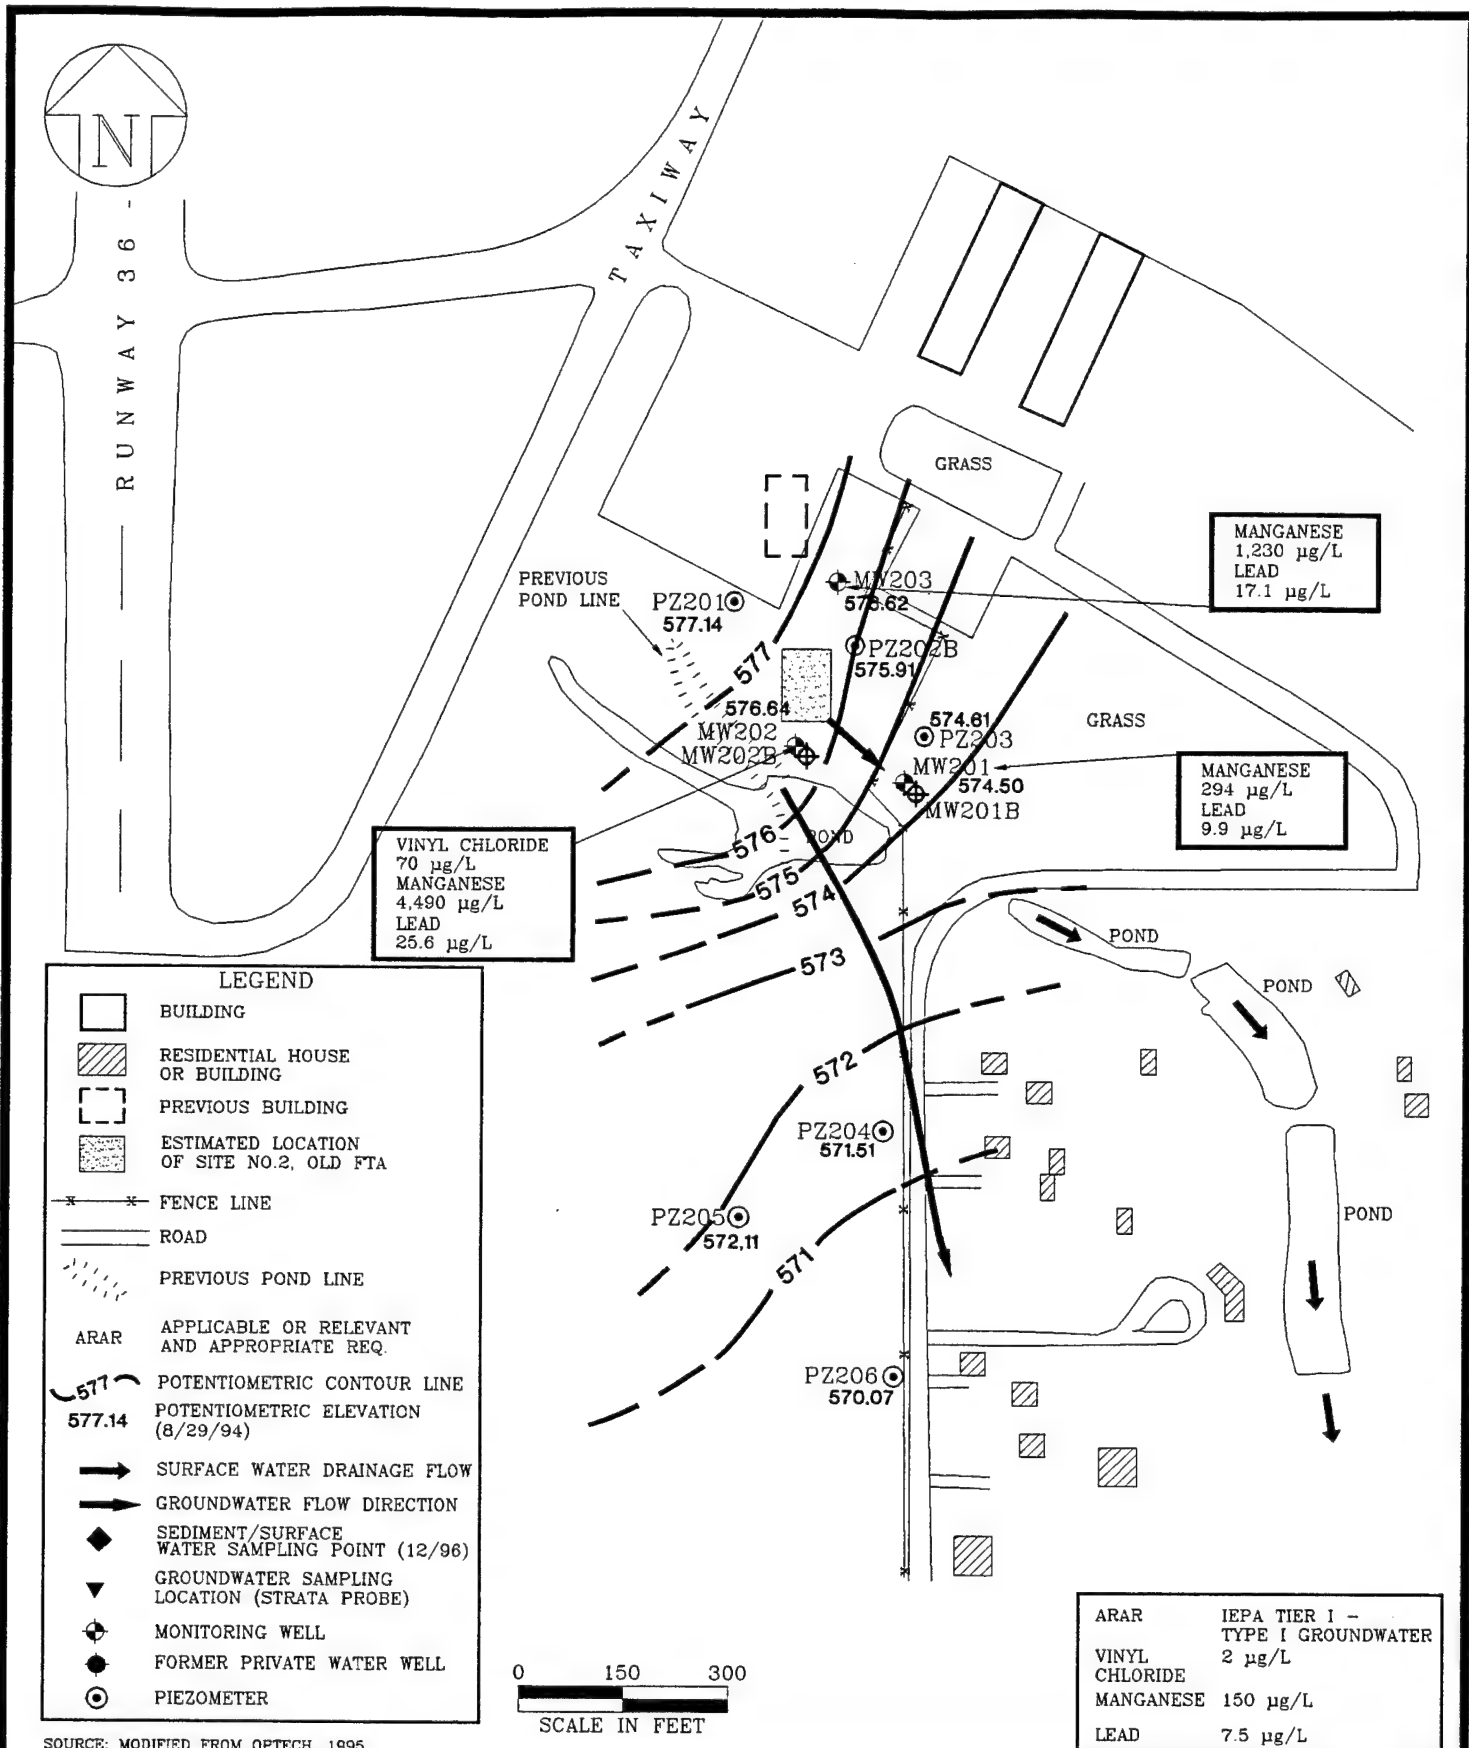 N
RUNWAY 36
TAXIWAY
GRASS
MANGANESE
1,230 µg/L
LEAD
17.1 µg/L
PREVIOUS
POND LINE
PZ201
577.14
MW203
576.62
577
PZ202B
575.91
576.64
MW202
MW202B
574.61
PZ203
GRASS
MW201
574.50
MW201B
MANGANESE
294 µg/L
LEAD
9.9 µg/L
VINYL CHLORIDE
70 µg/L
MANGANESE
4,490 µg/L
LEAD
25.6 µg/L
576
POND
575
574
573
POND
POND
572
PZ204
571.51
PZ205
572,11
571
POND
PZ206
570.07
LEGEND
BUILDING
RESIDENTIAL HOUSE
OR BUILDING
PREVIOUS BUILDING
ESTIMATED LOCATION
OF SITE NO.2, OLD FTA
x x FENCE LINE
ROAD
PREVIOUS POND LINE
ARAR APPLICABLE OR RELEVANT
AND APPROPRIATE REQ.
577 POTENTIOMETRIC CONTOUR LINE
577.14 POTENTIOMETRIC ELEVATION
(8/29/94)
SURFACE WATER DRAINAGE FLOW
GROUNDWATER FLOW DIRECTION
SEDIMENT/SURFACE
WATER SAMPLING POINT (12/96)
GROUNDWATER SAMPLING
LOCATION (STRATA PROBE)
MONITORING WELL
FORMER PRIVATE WATER WELL
PIEZOMETER
0 150 300
SCALE IN FEET
ARAR IEPA TIER I –
TYPE I GROUNDWATER
VINYL 2 µg/L
CHLORIDE
MANGANESE 150 µg/L
LEAD 7.5 µg/L
SOURCE: MODIFIED FROM OPTECH, 1995